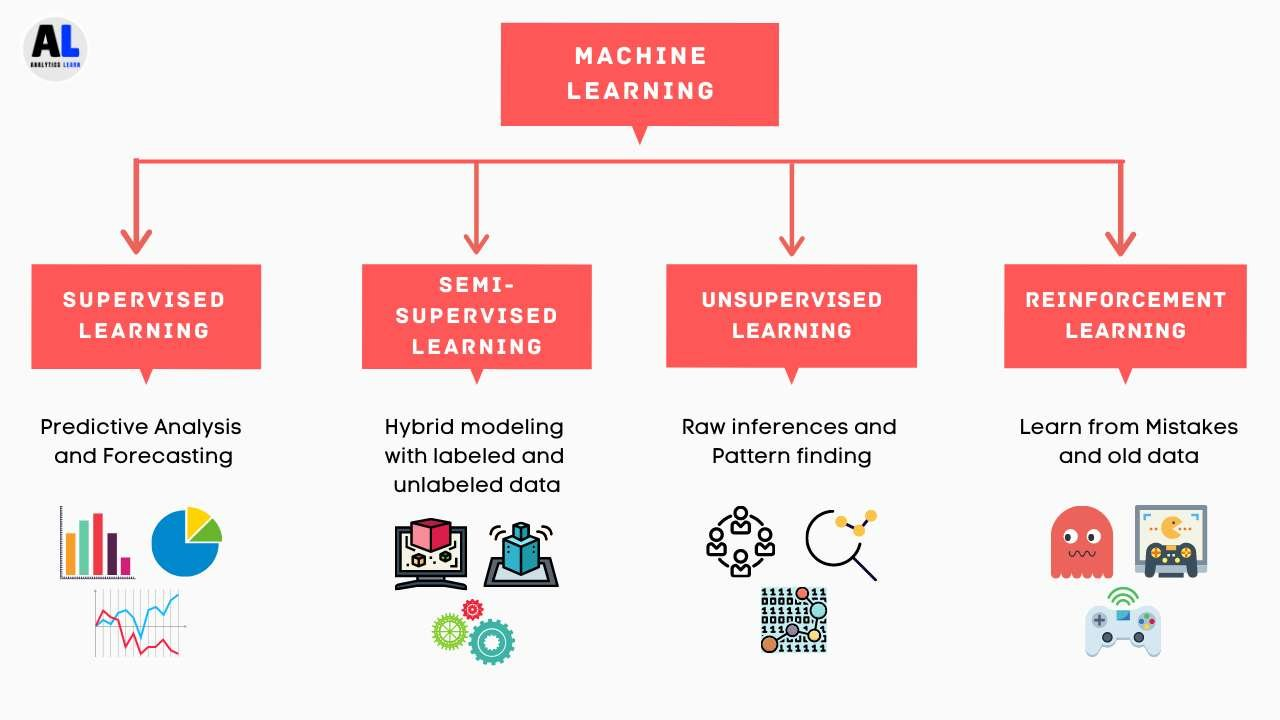 AL
ANALYTICS LEARN
MACHINE
LEARNING
SUPERVISED
LEARNING
SEMI-
SUPERVISED
LEARNING
UNSUPERVISED
LEARNING
REINFORCEMENT
LEARNING
Predictive Analysis
and Forecasting
Hybrid modeling
with labeled and
unlabeled data
Raw inferences and
Pattern finding
Learn from Mistakes
and old data